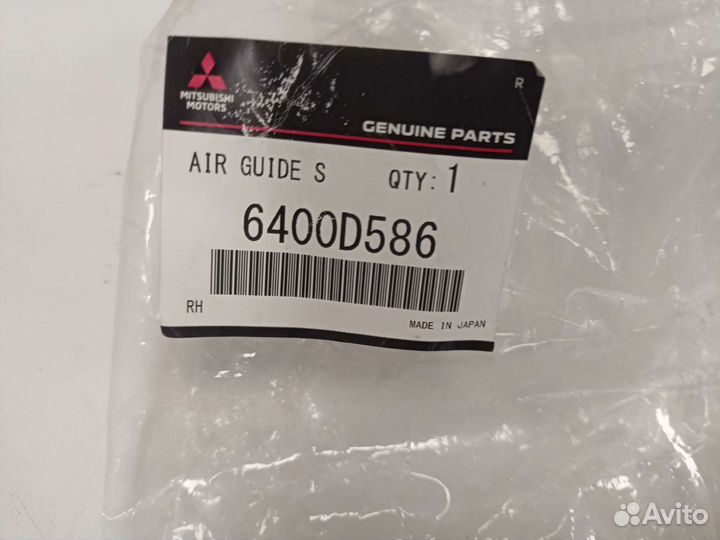 R
MITSUBISHI
MOTORS
GENUINE PARTS
AIR GUIDE S QTY: 1
6400D586
RH
MADE IN JAPAN
Avito